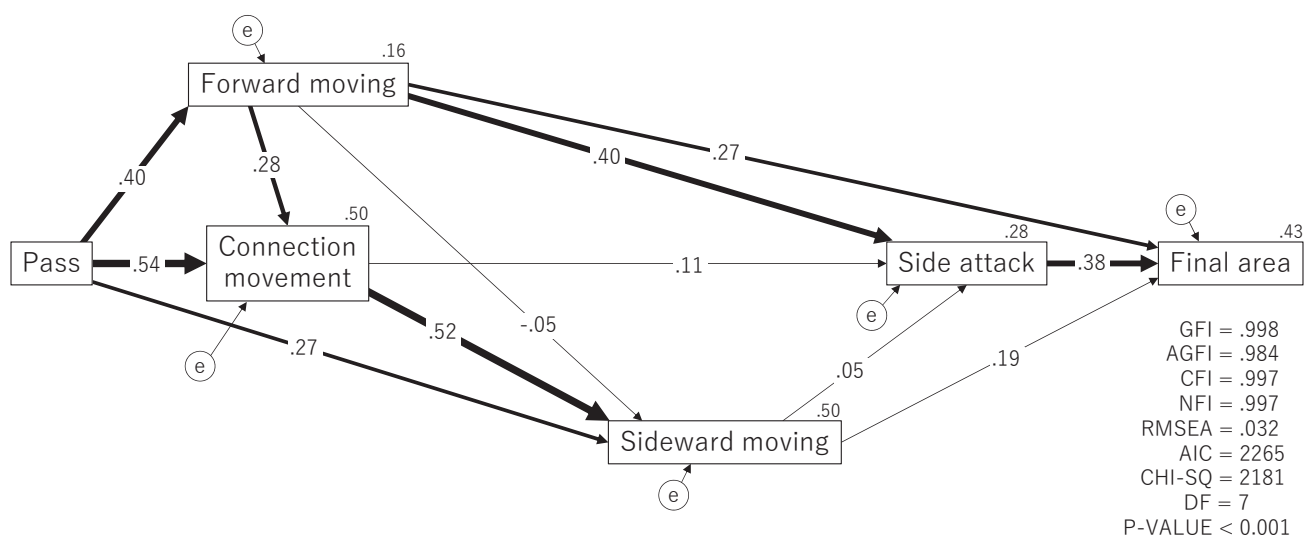 e
.16
Forward moving
.40
.28
.40
.27
e
.50
.28
.43
Pass
.54
Connection
movement
.11
Side attack
.38
Final area
e
-.05
.52
.27
e
.05
.19
.50
Sideward moving
e
GFI = .998
AGFI = .984
CFI = .997
NFI = .997
RMSEA = .032
AIC = 2265
CHI-SQ = 2181
DF = 7
P-VALUE < 0.001